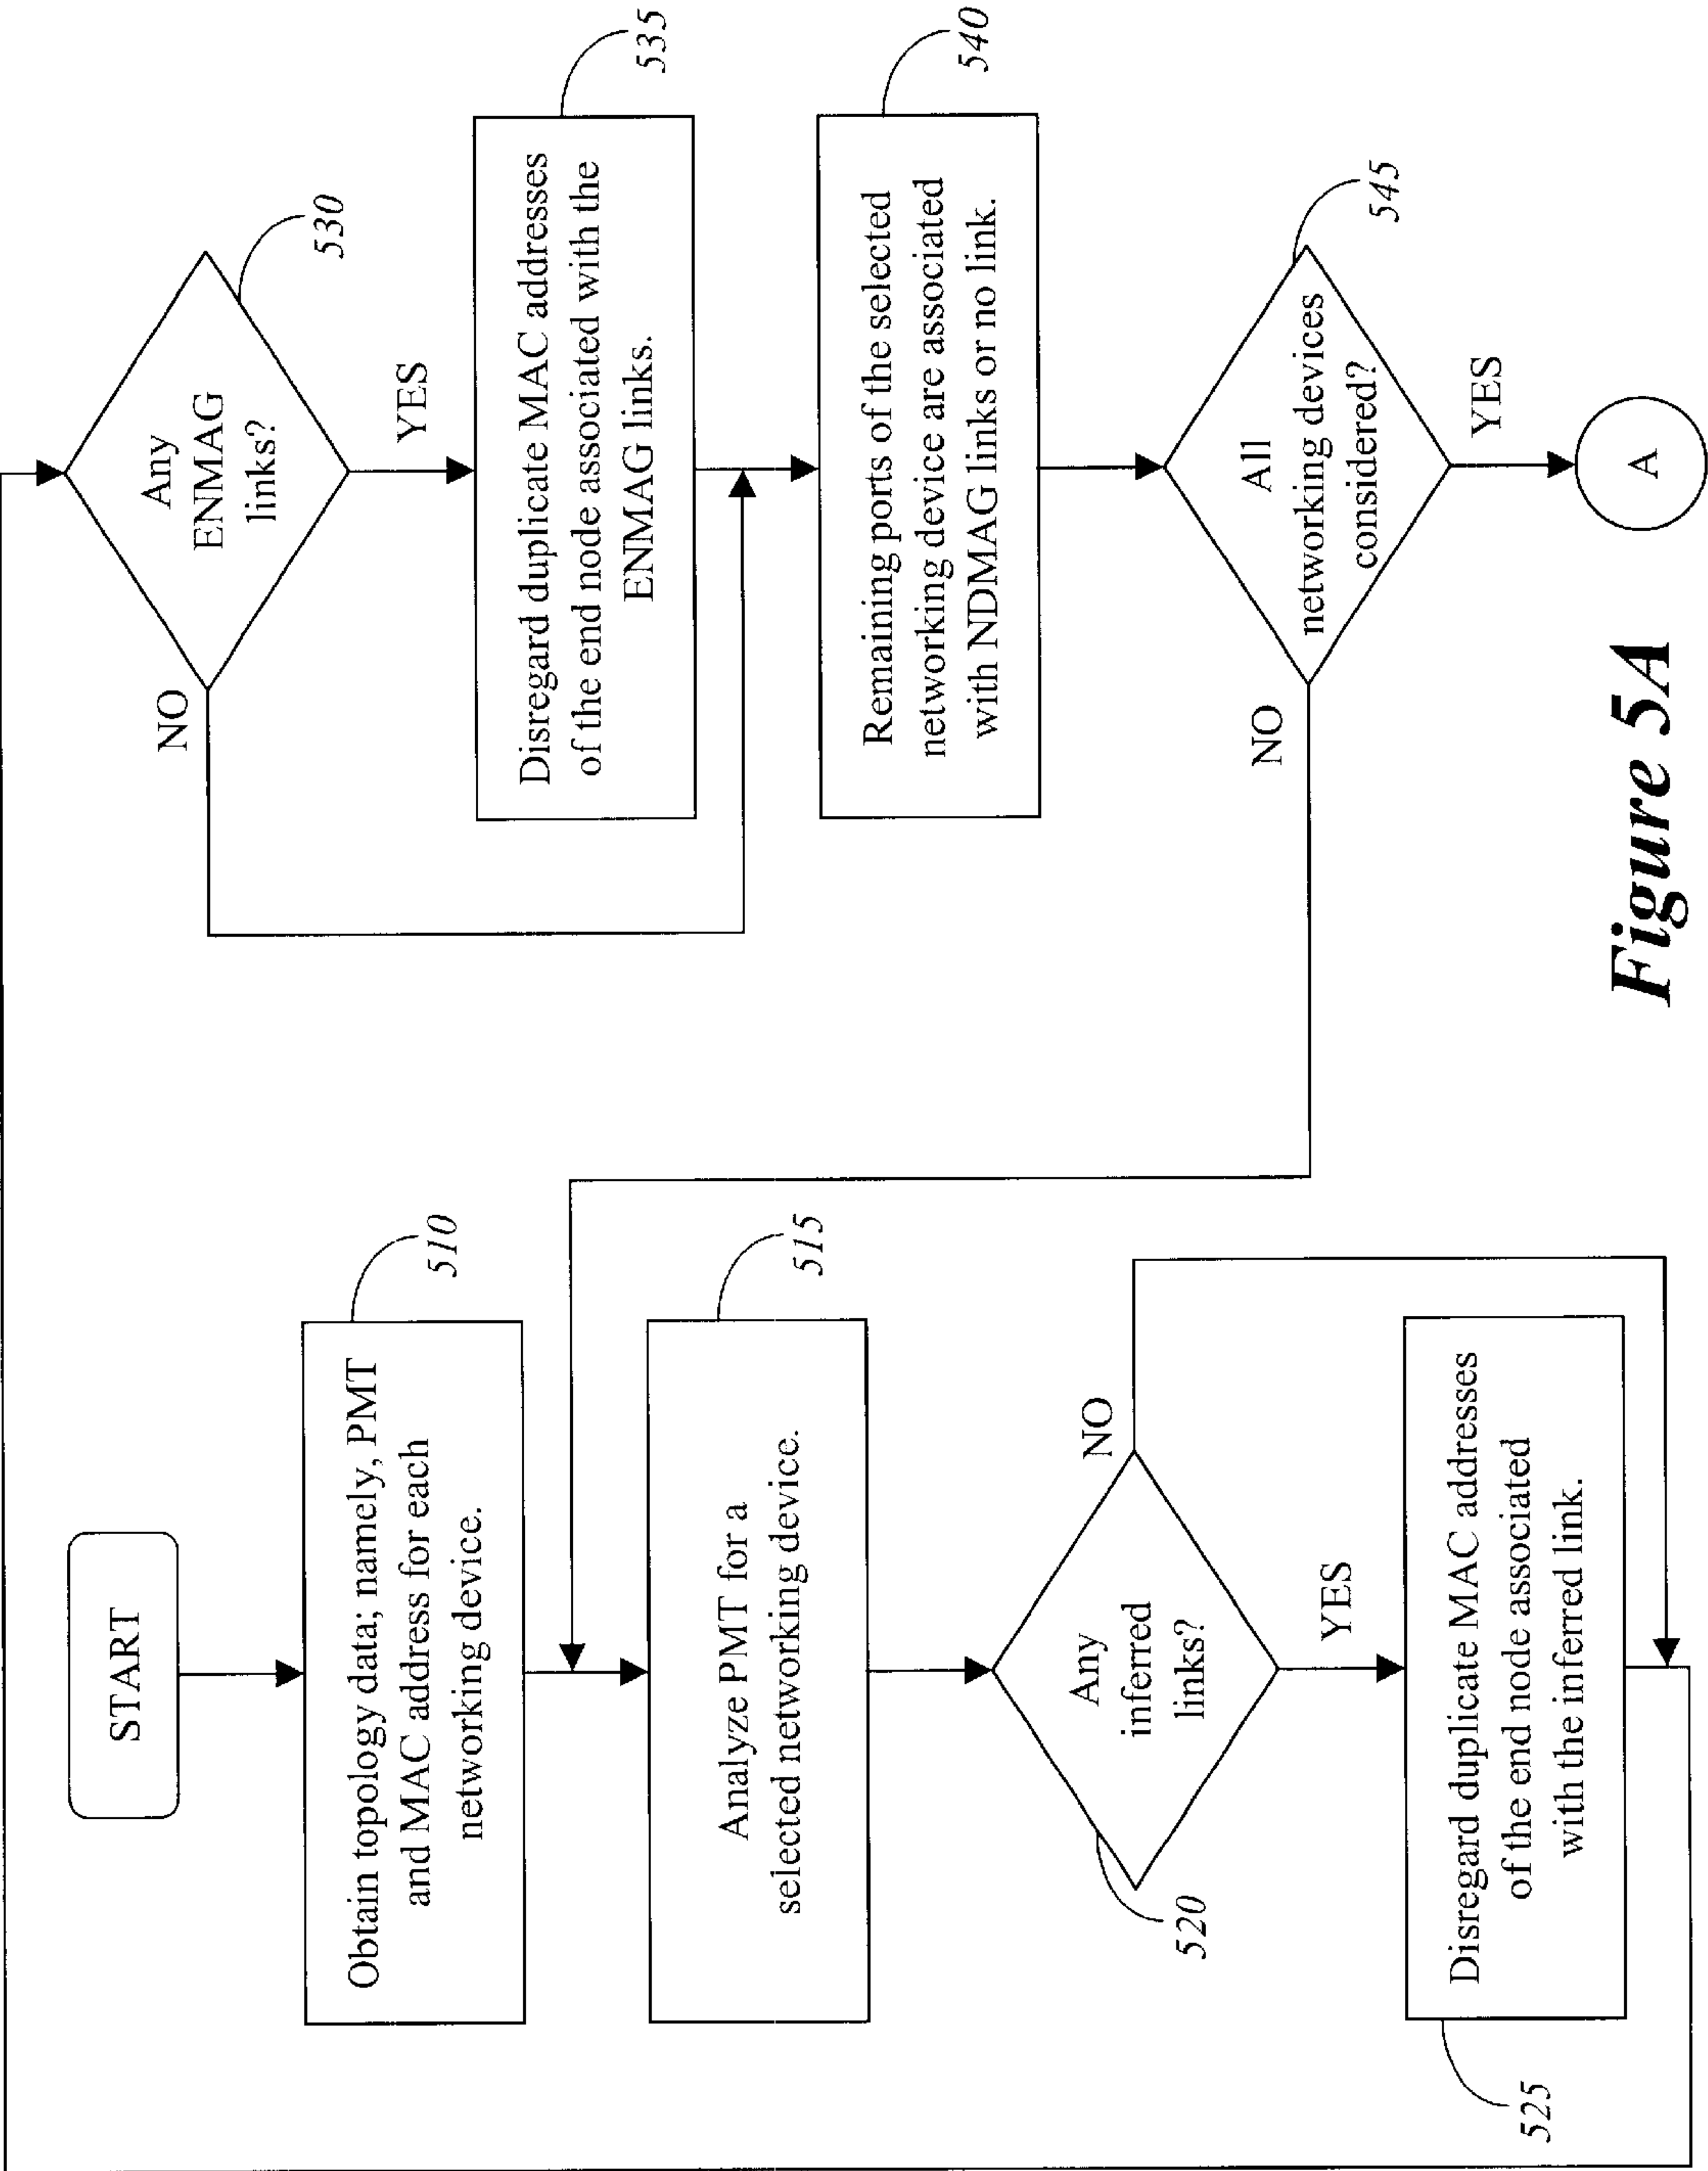 START
Obtain topology data; namely, PMT
and MAC address for each
networking device.
510
Analyze PMT for a
selected networking device.
515
Any
inferred
links?
520
NO
YES
Disregard duplicate MAC addresses
of the end node associated
with the inferred link.
525
Any
ENMAG
links?
530
NO
YES
Disregard duplicate MAC addresses
of the end node associated with the
ENMAG links.
535
Remaining ports of the selected
networking device are associated
with NDMAG links or no link.
540
All
networking devices
considered?
545
NO
YES
A
Figure 5A